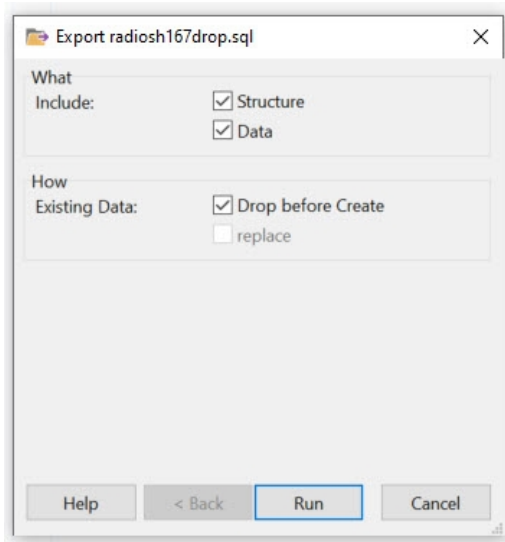 Export radiosh167drop.sql
What
Include:
Structure
Data
How
Existing Data:
Drop before Create
replace
Help
< Back
Run
Cancel